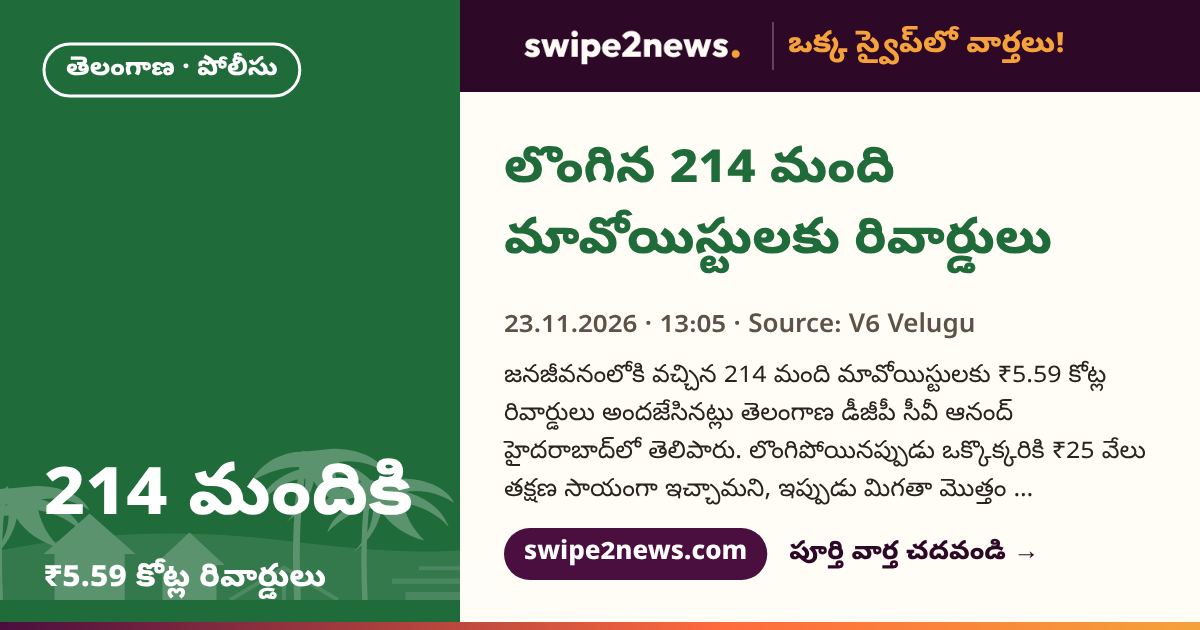 తెలంగాణ · పోలీసు
214 మందికి
₹5.59 కోట్ల రివార్డులు
swipe2news.
ఒక్క స్వైప్‌లో వార్తలు!
లొంగిన 214 మంది
మావోయిస్టులకు రివార్డులు
23.11.2026 · 13:05 · Source: V6 Velugu
జనజీవనంలోకి వచ్చిన 214 మంది మావోయిస్టులకు ₹5.59 కోట్ల
రివార్డులు అందజేసినట్లు తెలంగాణ డీజీపీ సీవీ ఆనంద్
హైదరాబాద్‌లో తెలిపారు. లొంగిపోయినప్పుడు ఒక్కొక్కరికి ₹25 వేలు
తక్షణ సాయంగా ఇచ్చామని, ఇప్పుడు మిగతా మొత్తం ...
swipe2news.com
పూర్తి వార్త చదవండి →